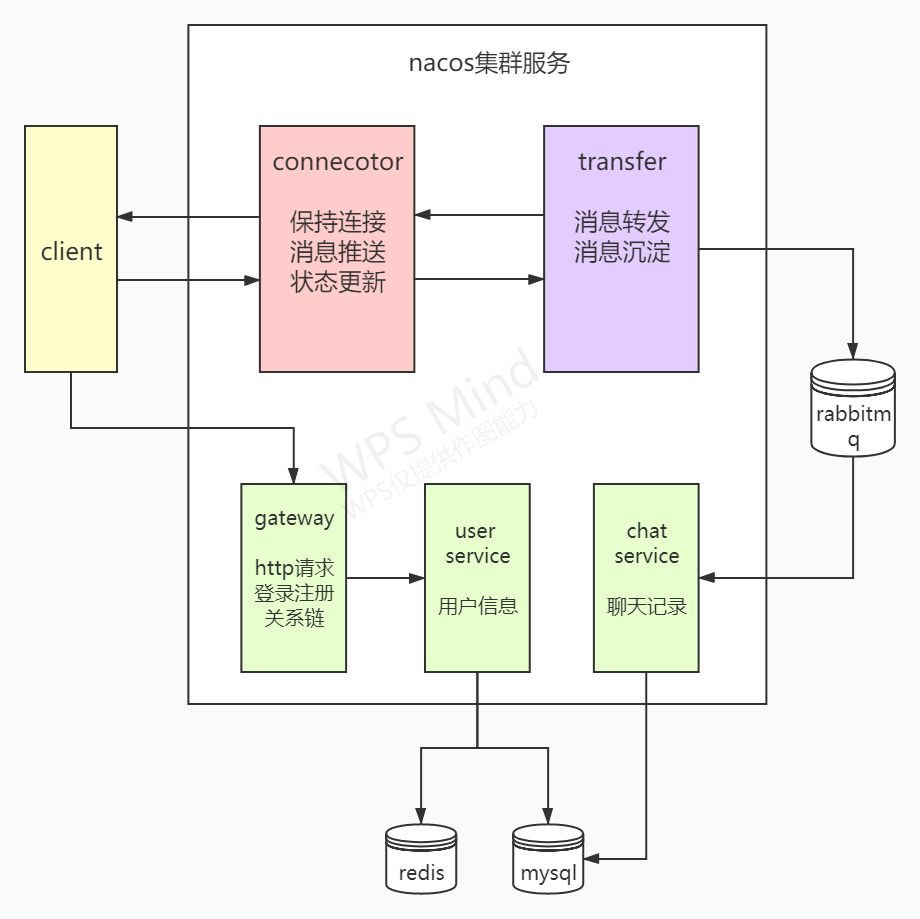 nacos集群服务
client
connecotor
保持连接
消息推送
状态更新
transfer
消息转发
消息沉淀
rabbitm
q
WPS Mind
WPS仅提供作图能力
gateway
http请求
登录注册
关系链
user
service
用户信息
chat
service
聊天记录
redis
mysql